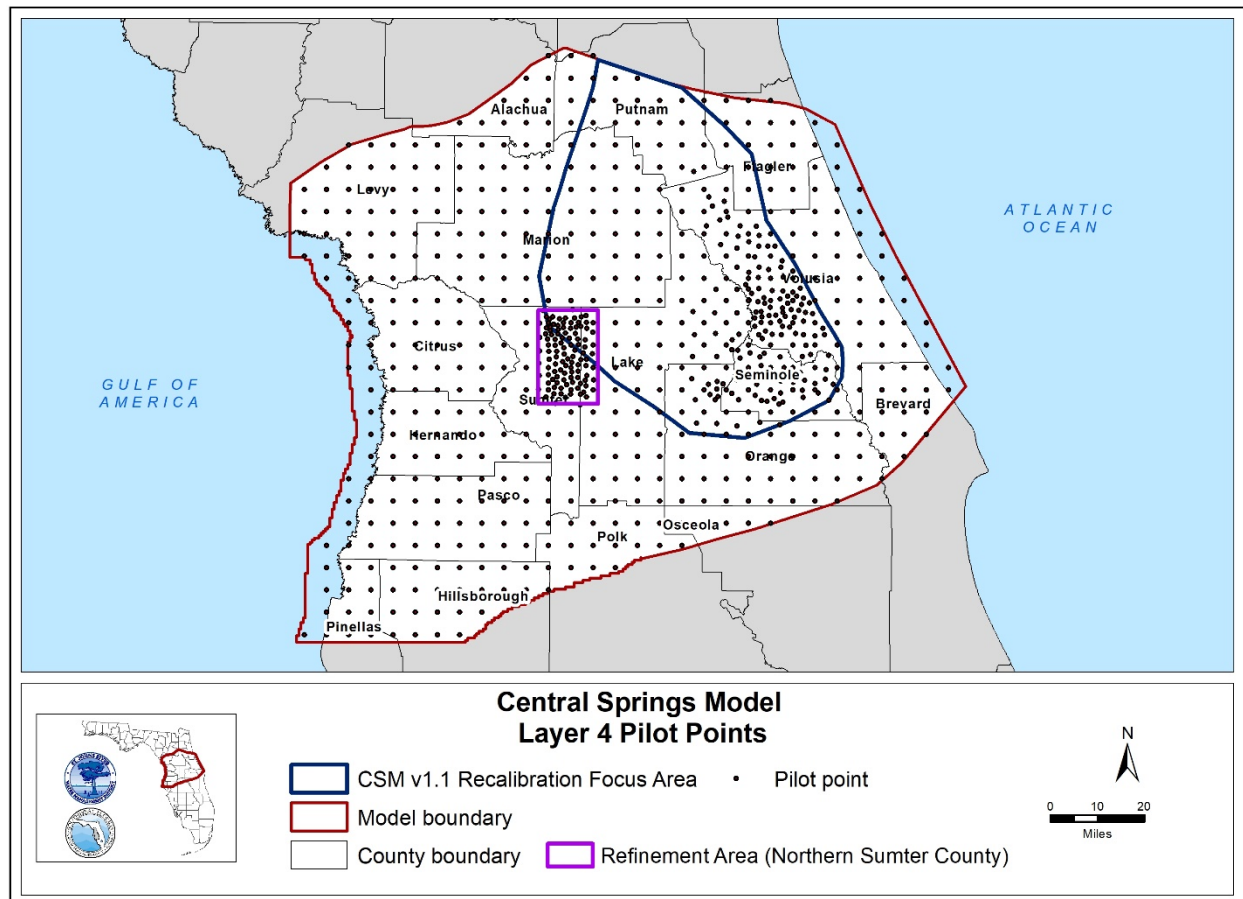 Alachua
Putnam
Flagler
Levy
ATLANTIC
OCEAN
Marion
Volusia
Citrus
Lake
GULF OF
AMERICA
Seminole
Sumter
Brevard
Hernando
Orange
Pasco
Osceola
Polk
Hillsborough
Pinellas
Central Springs Model
Layer 4 Pilot Points
CSM v1.1 Recalibration Focus Area
Pilot point
Model boundary
County boundary
Refinement Area (Northern Sumter County)
N
0 10 20
Miles